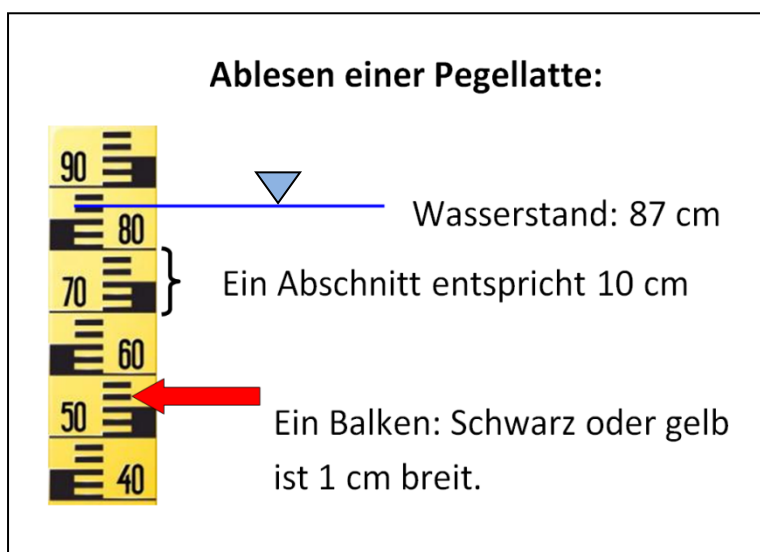 Ablesen einer Pegellatte:
90
Wasserstand: 87 cm
80
Ein Abschnitt entspricht 10 cm
70
60
50
Ein Balken: Schwarz oder gelb
ist 1 cm breit.
40